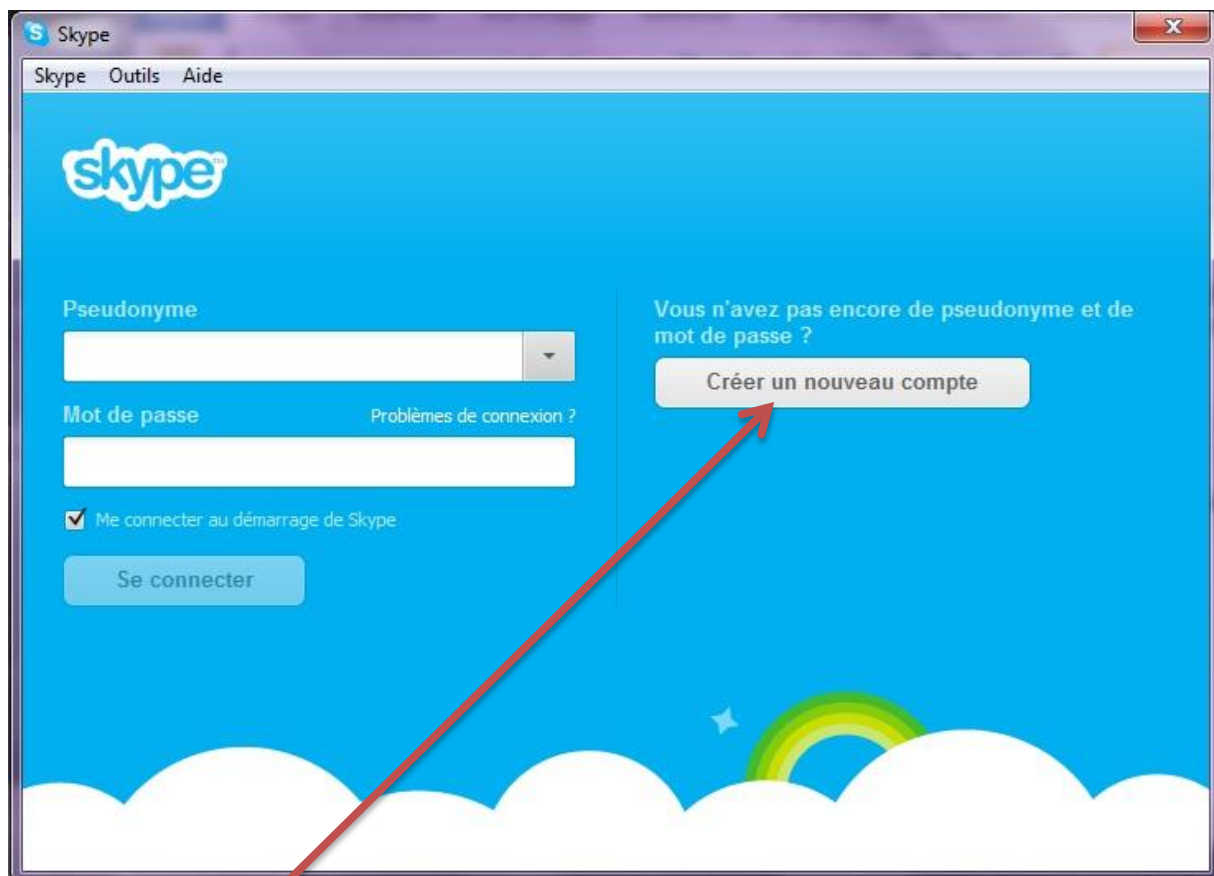 Skype
Skype Outils Aide
skype™
Pseudonyme
Mot de passe
Problèmes de connexion ?
Me connecter au démarrage de Skype
Se connecter
Vous n'avez pas encore de pseudonyme et de
mot de passe ?
Créer un nouveau compte